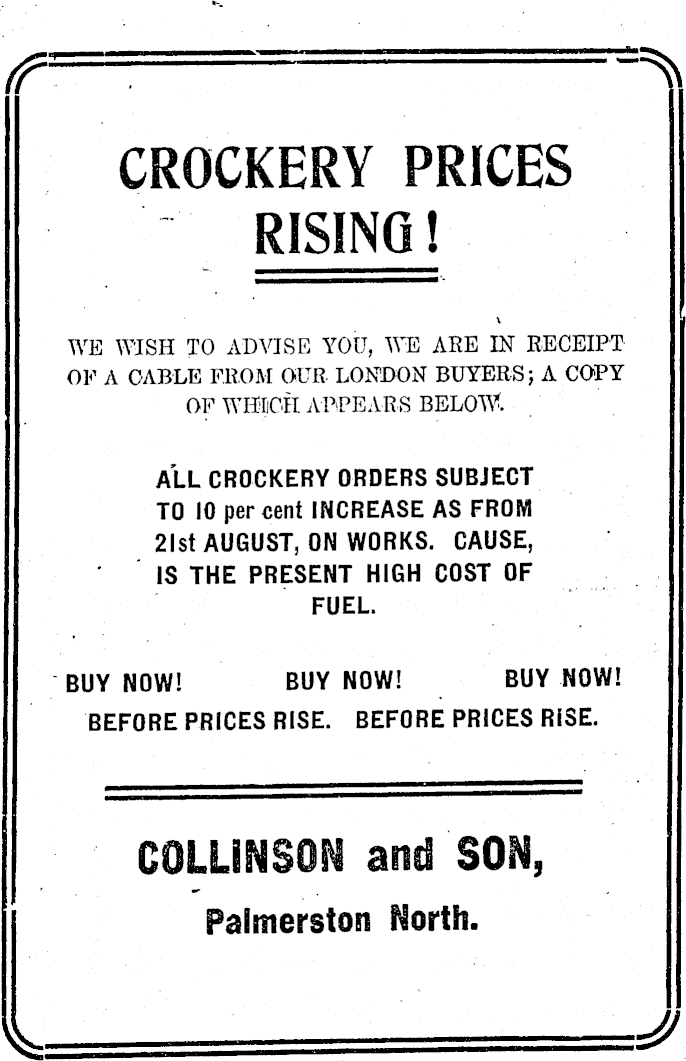 CROCKERY PRICES
RISING!
WE WISH TO ADVISE YOU, WE ARE IN RECEIPT
OF A CABLE FROM OUR LONDON BUYERS; A COPY
OF WHICH APPEARS BELOW.
ALL CROCKERY ORDERS SUBJECT
TO 10 per cent INCREASE AS FROM
21st AUGUST, ON WORKS. CAUSE,
IS THE PRESENT HIGH COST OF
FUEL.
BUY NOW! BUY NOW! BUY NOW!
BEFORE PRICES RISE. BEFORE PRICES RISE.
COLLINSON and SON,
Palmerston North.